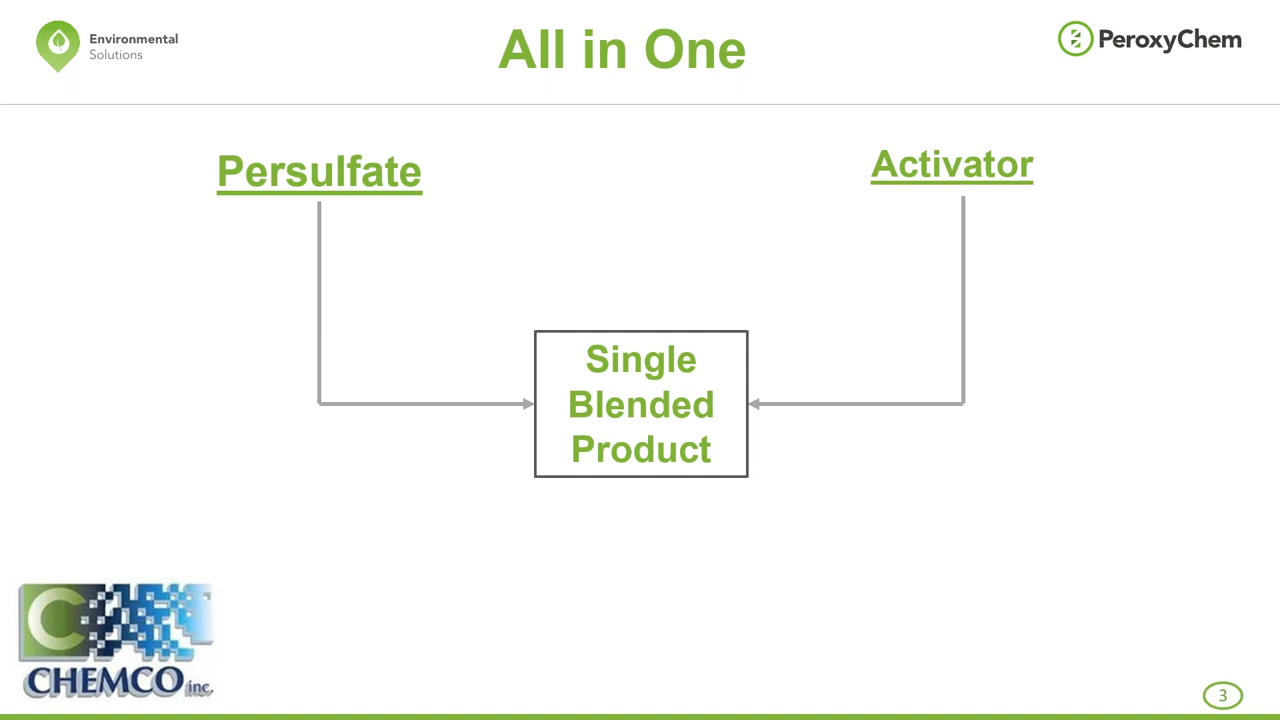 Environmental
Solutions
All in One
PeroxyChem
Persulfate
Activator
Single
Blended
Product
C
CHEMCO inc.
3